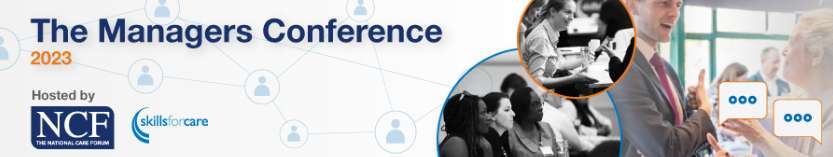 The Managers Conference
2023
Hosted by
NCF
THE NATIONAL CARE FORUM
skillsforcare